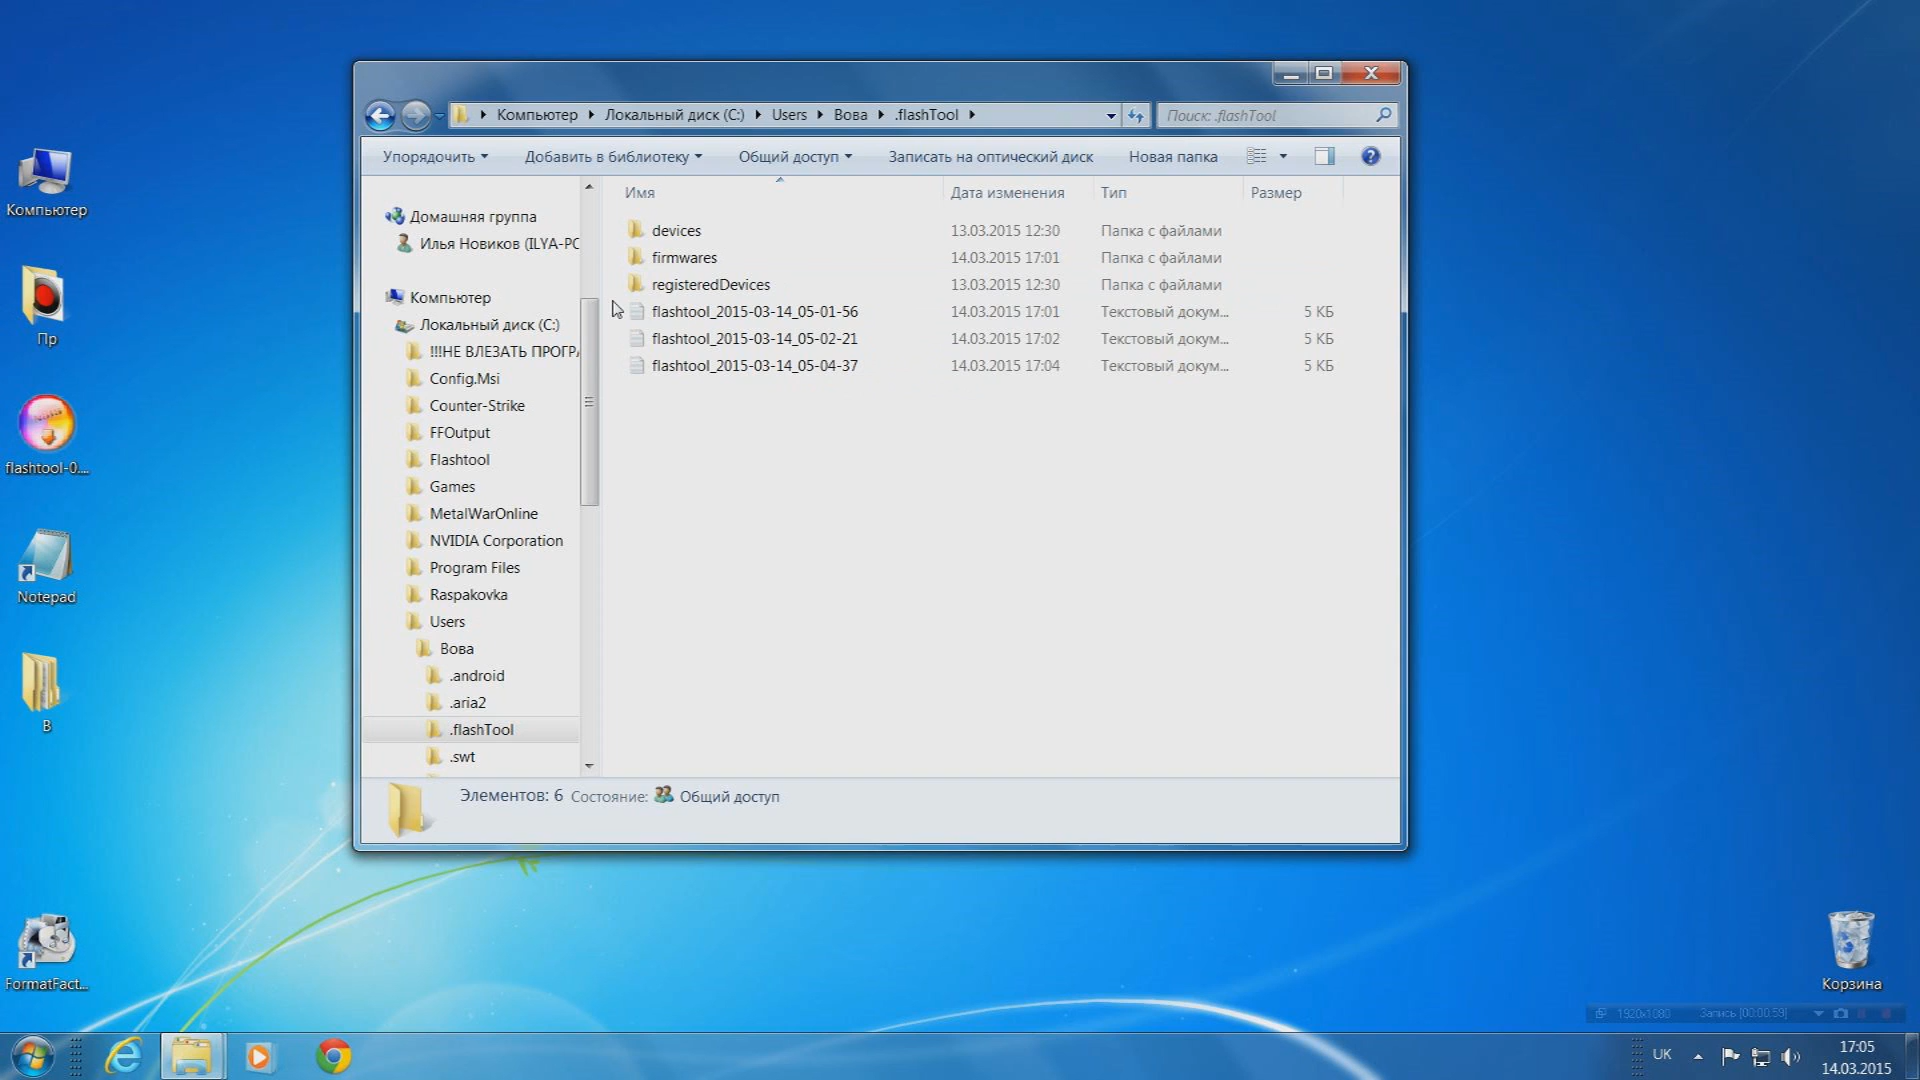 Компьютер
Пр
flashtool-0....
Notepad
В
FormatFact...
Компьютер Локальный диск (C:) Users Вова .flashTool
Поиск: .flashTool
Упорядочить Добавить в библиотеку Общий доступ Записать на оптический диск Новая папка
Домашняя группа
Илья Новиков (ILYA-PC
Компьютер
Локальный диск (C:)
!!!НЕ ВЛЕЗАТЬ ПРОГРА
Config.Msi
Counter-Strike
FFOutput
Flashtool
Games
MetalWarOnline
NVIDIA Corporation
Program Files
Raspakovka
Users
Вова
.android
.aria2
.flashTool
.swt
Имя Дата изменения Тип Размер
devices 13.03.2015 12:30 Папка с файлами
firmwares 14.03.2015 17:01 Папка с файлами
registeredDevices 13.03.2015 12:30 Папка с файлами
flashtool_2015-03-14_05-01-56 14.03.2015 17:01 Текстовый докум... 5 КБ
flashtool_2015-03-14_05-02-21 14.03.2015 17:02 Текстовый докум... 5 КБ
flashtool_2015-03-14_05-04-37 14.03.2015 17:04 Текстовый докум... 5 КБ
Элементов: 6 Состояние: Общий доступ
Корзина
1920x1080 Запись [00:00:59]
UK
17:05
14.03.2015